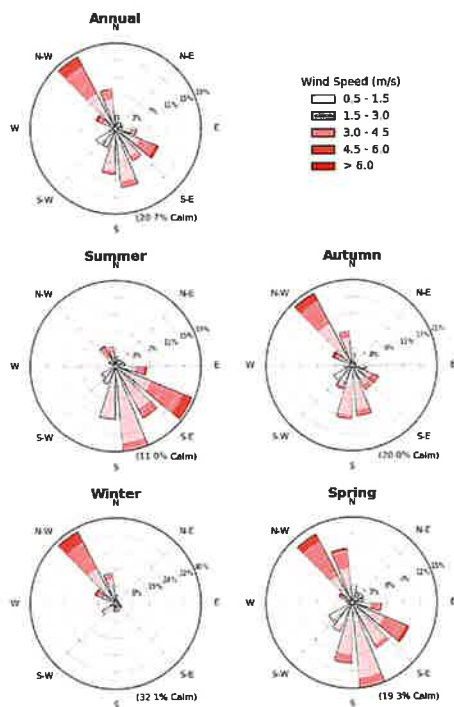 Annual
N
N-W
N-E
W
E
S-W
S-E
S
(20.7% Calm)
Wind Speed (m/s)
0.5 - 1.5
1.5 - 3.0
3.0 - 4.5
4.5 - 6.0
> 6.0
Summer
N
N-W
N-E
W
E
S-W
S-E
S
(11.0% Calm)
Autumn
N
N-W
N-E
W
E
S-W
S-E
S
(20.0% Calm)
Winter
N
N-W
N-E
W
E
S-W
S-E
S
(32.1% Calm)
Spring
N
N-W
N-E
W
E
S-W
S-E
S
(19.3% Calm)